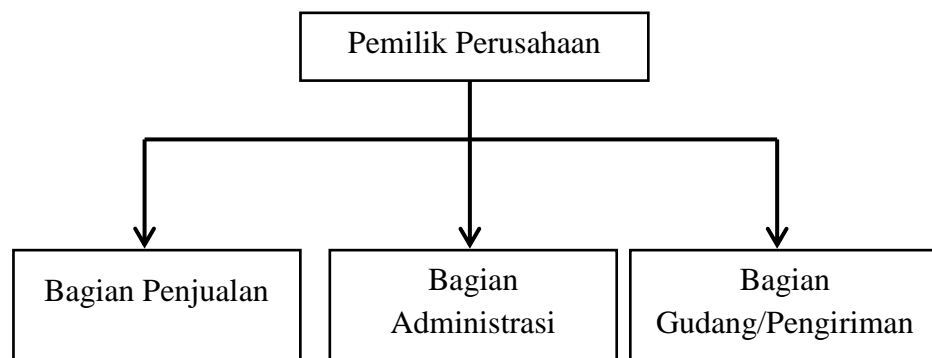 Pemilik Perusahaan
Bagian Penjualan
Bagian
Administrasi
Bagian
Gudang/Pengiriman